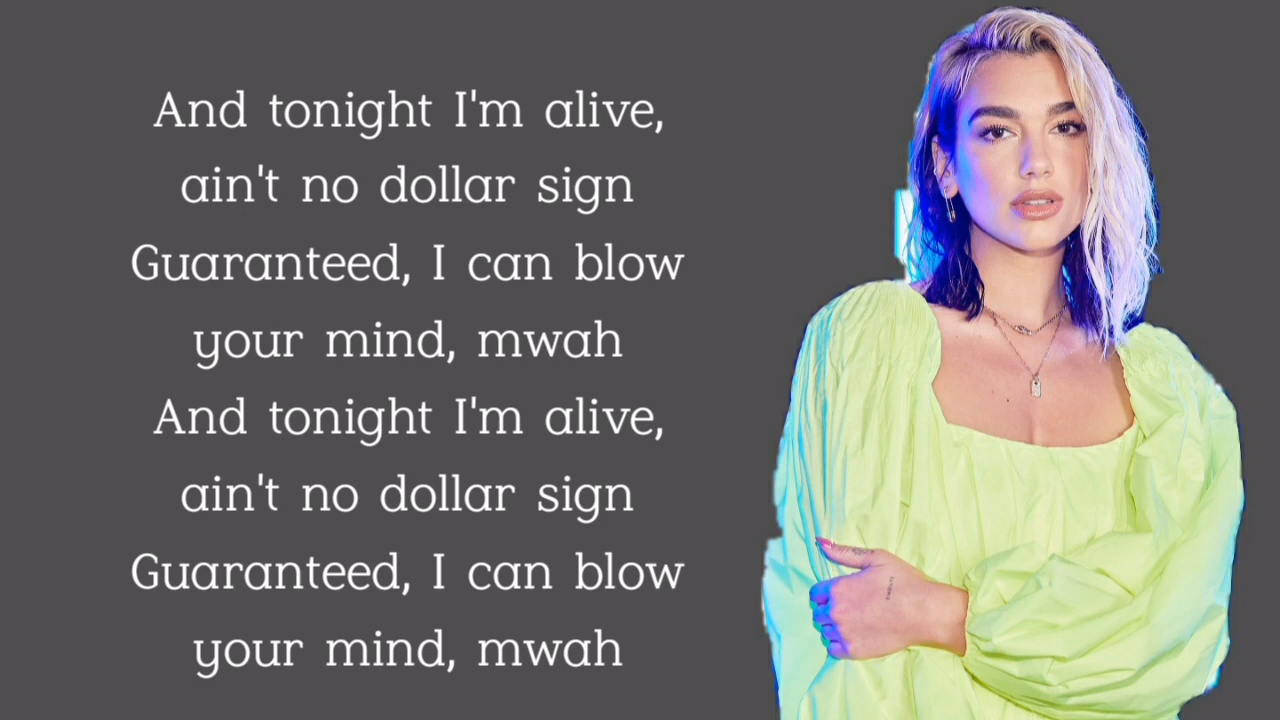 And tonight I'm alive,
ain't no dollar sign
Guaranteed, I can blow
your mind, mwah
And tonight I'm alive,
ain't no dollar sign
Guaranteed, I can blow
your mind, mwah